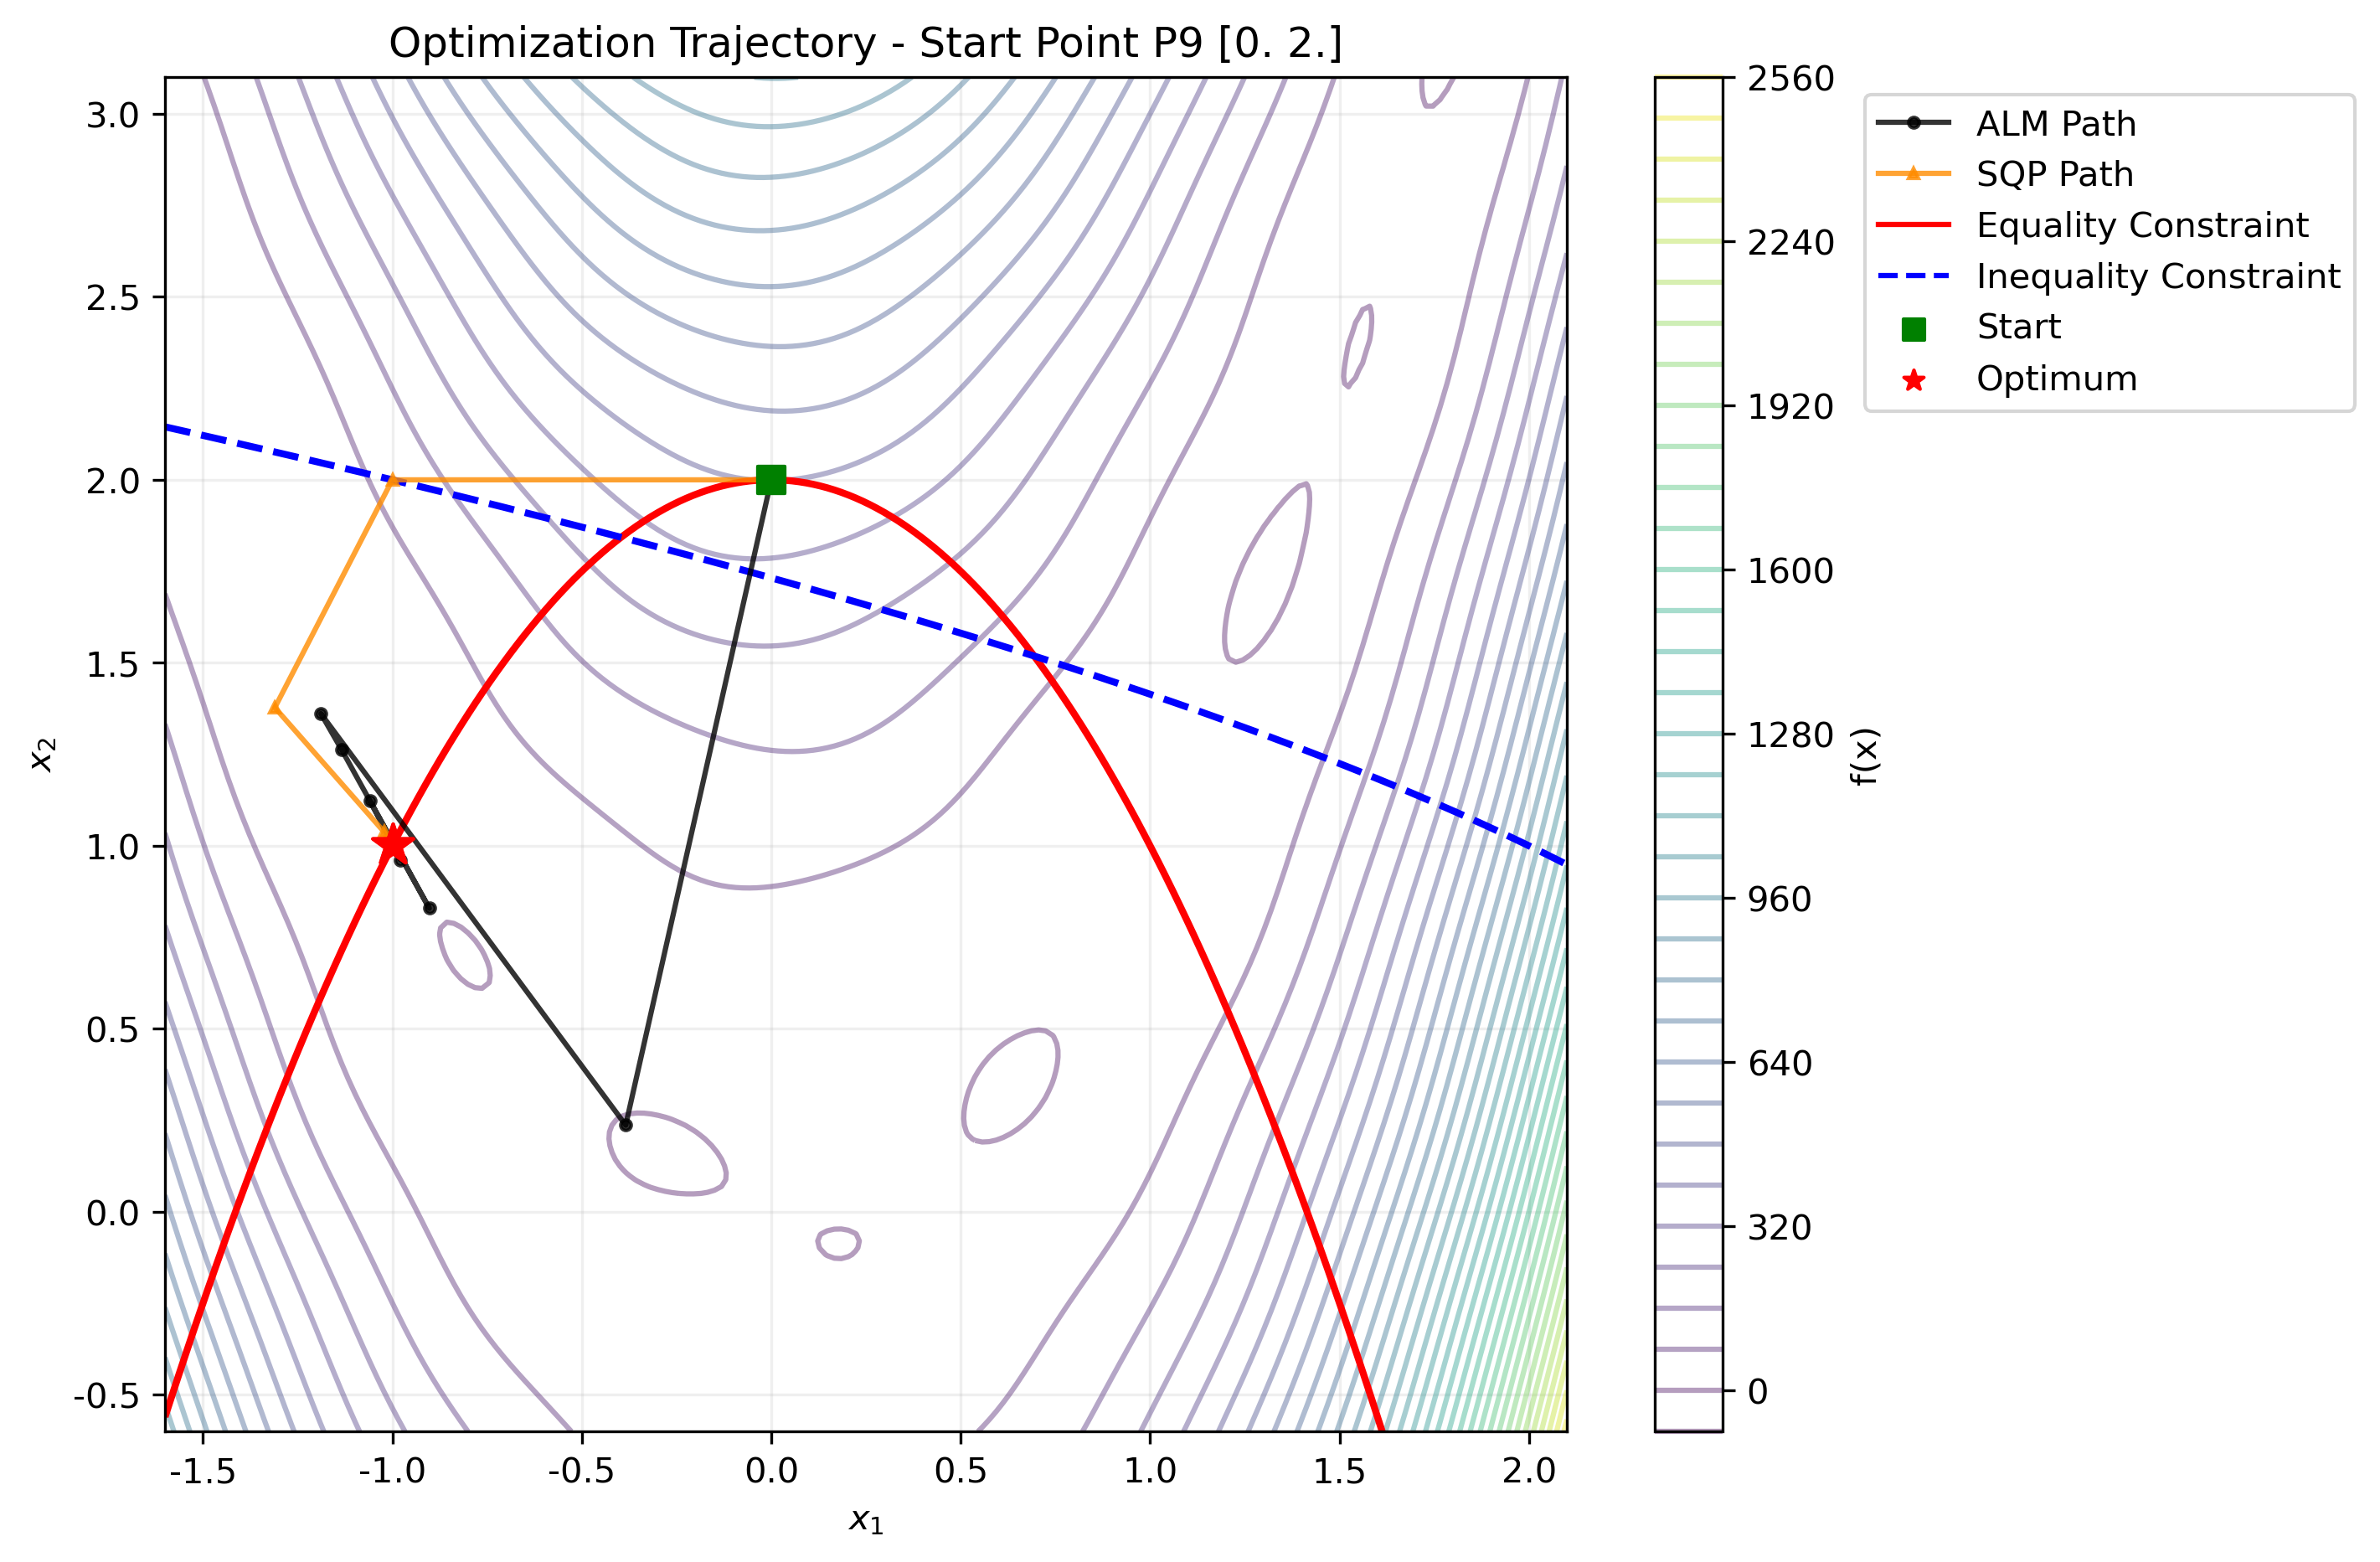 Optimization Trajectory - Start Point P9 [0. 2.]
3.0
2.5
2.0
1.5
1.0
0.5
0.0
-0.5
x2
-1.5 -1.0 -0.5 0.0 0.5 1.0 1.5 2.0
x1
2560
2240
1920
1600
1280
960
640
320
0
f(x)
ALM Path
SQP Path
Equality Constraint
Inequality Constraint
Start
Optimum